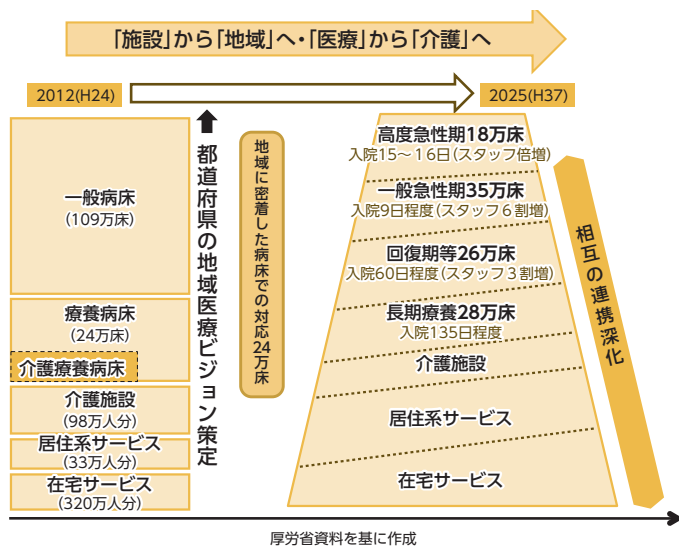 「施設」から「地域」へ・「医療」から「介護」へ
2012(H24)
2025(H37)
一般病床
(109万床)
療養病床
(24万床)
介護療養病床
介護施設
(98万人分)
居住系サービス
(33万人分)
在宅サービス
(320万人分)
都道府県の地域医療ビジョン策定
地域に密着した病床での対応24万床
高度急性期18万床
入院15～16日(スタッフ倍増)
一般急性期35万床
入院9日程度(スタッフ6割増)
回復期等26万床
入院60日程度(スタッフ3割増)
長期療養28万床
入院135日程度
介護施設
居住系サービス
在宅サービス
相互の連携深化
厚労省資料を基に作成